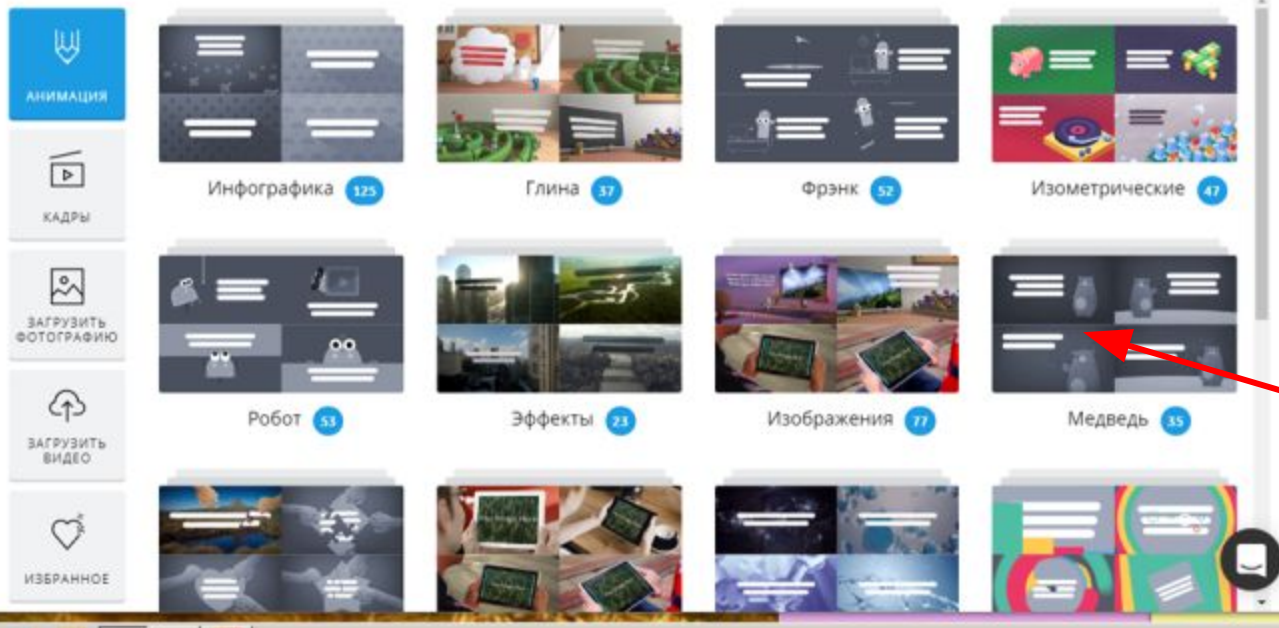 АНИМАЦИЯ
КАДРЫ
ЗАГРУЗИТЬ
ФОТОГРАФИЮ
ЗАГРУЗИТЬ
ВИДЕО
ИЗБРАННОЕ
Инфографика 125
Глина 37
Фрэнк 52
Изометрические 47
Робот 53
Эффекты 23
Изображения 77
Медведь 35